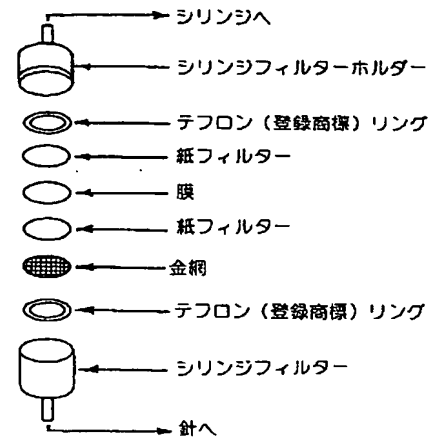 シリンジへ
シリンジフィルターホルダー
テフロン（登録商標）リング
紙フィルター
膜
紙フィルター
金網
テフロン（登録商標）リング
シリンジフィルター
針へ